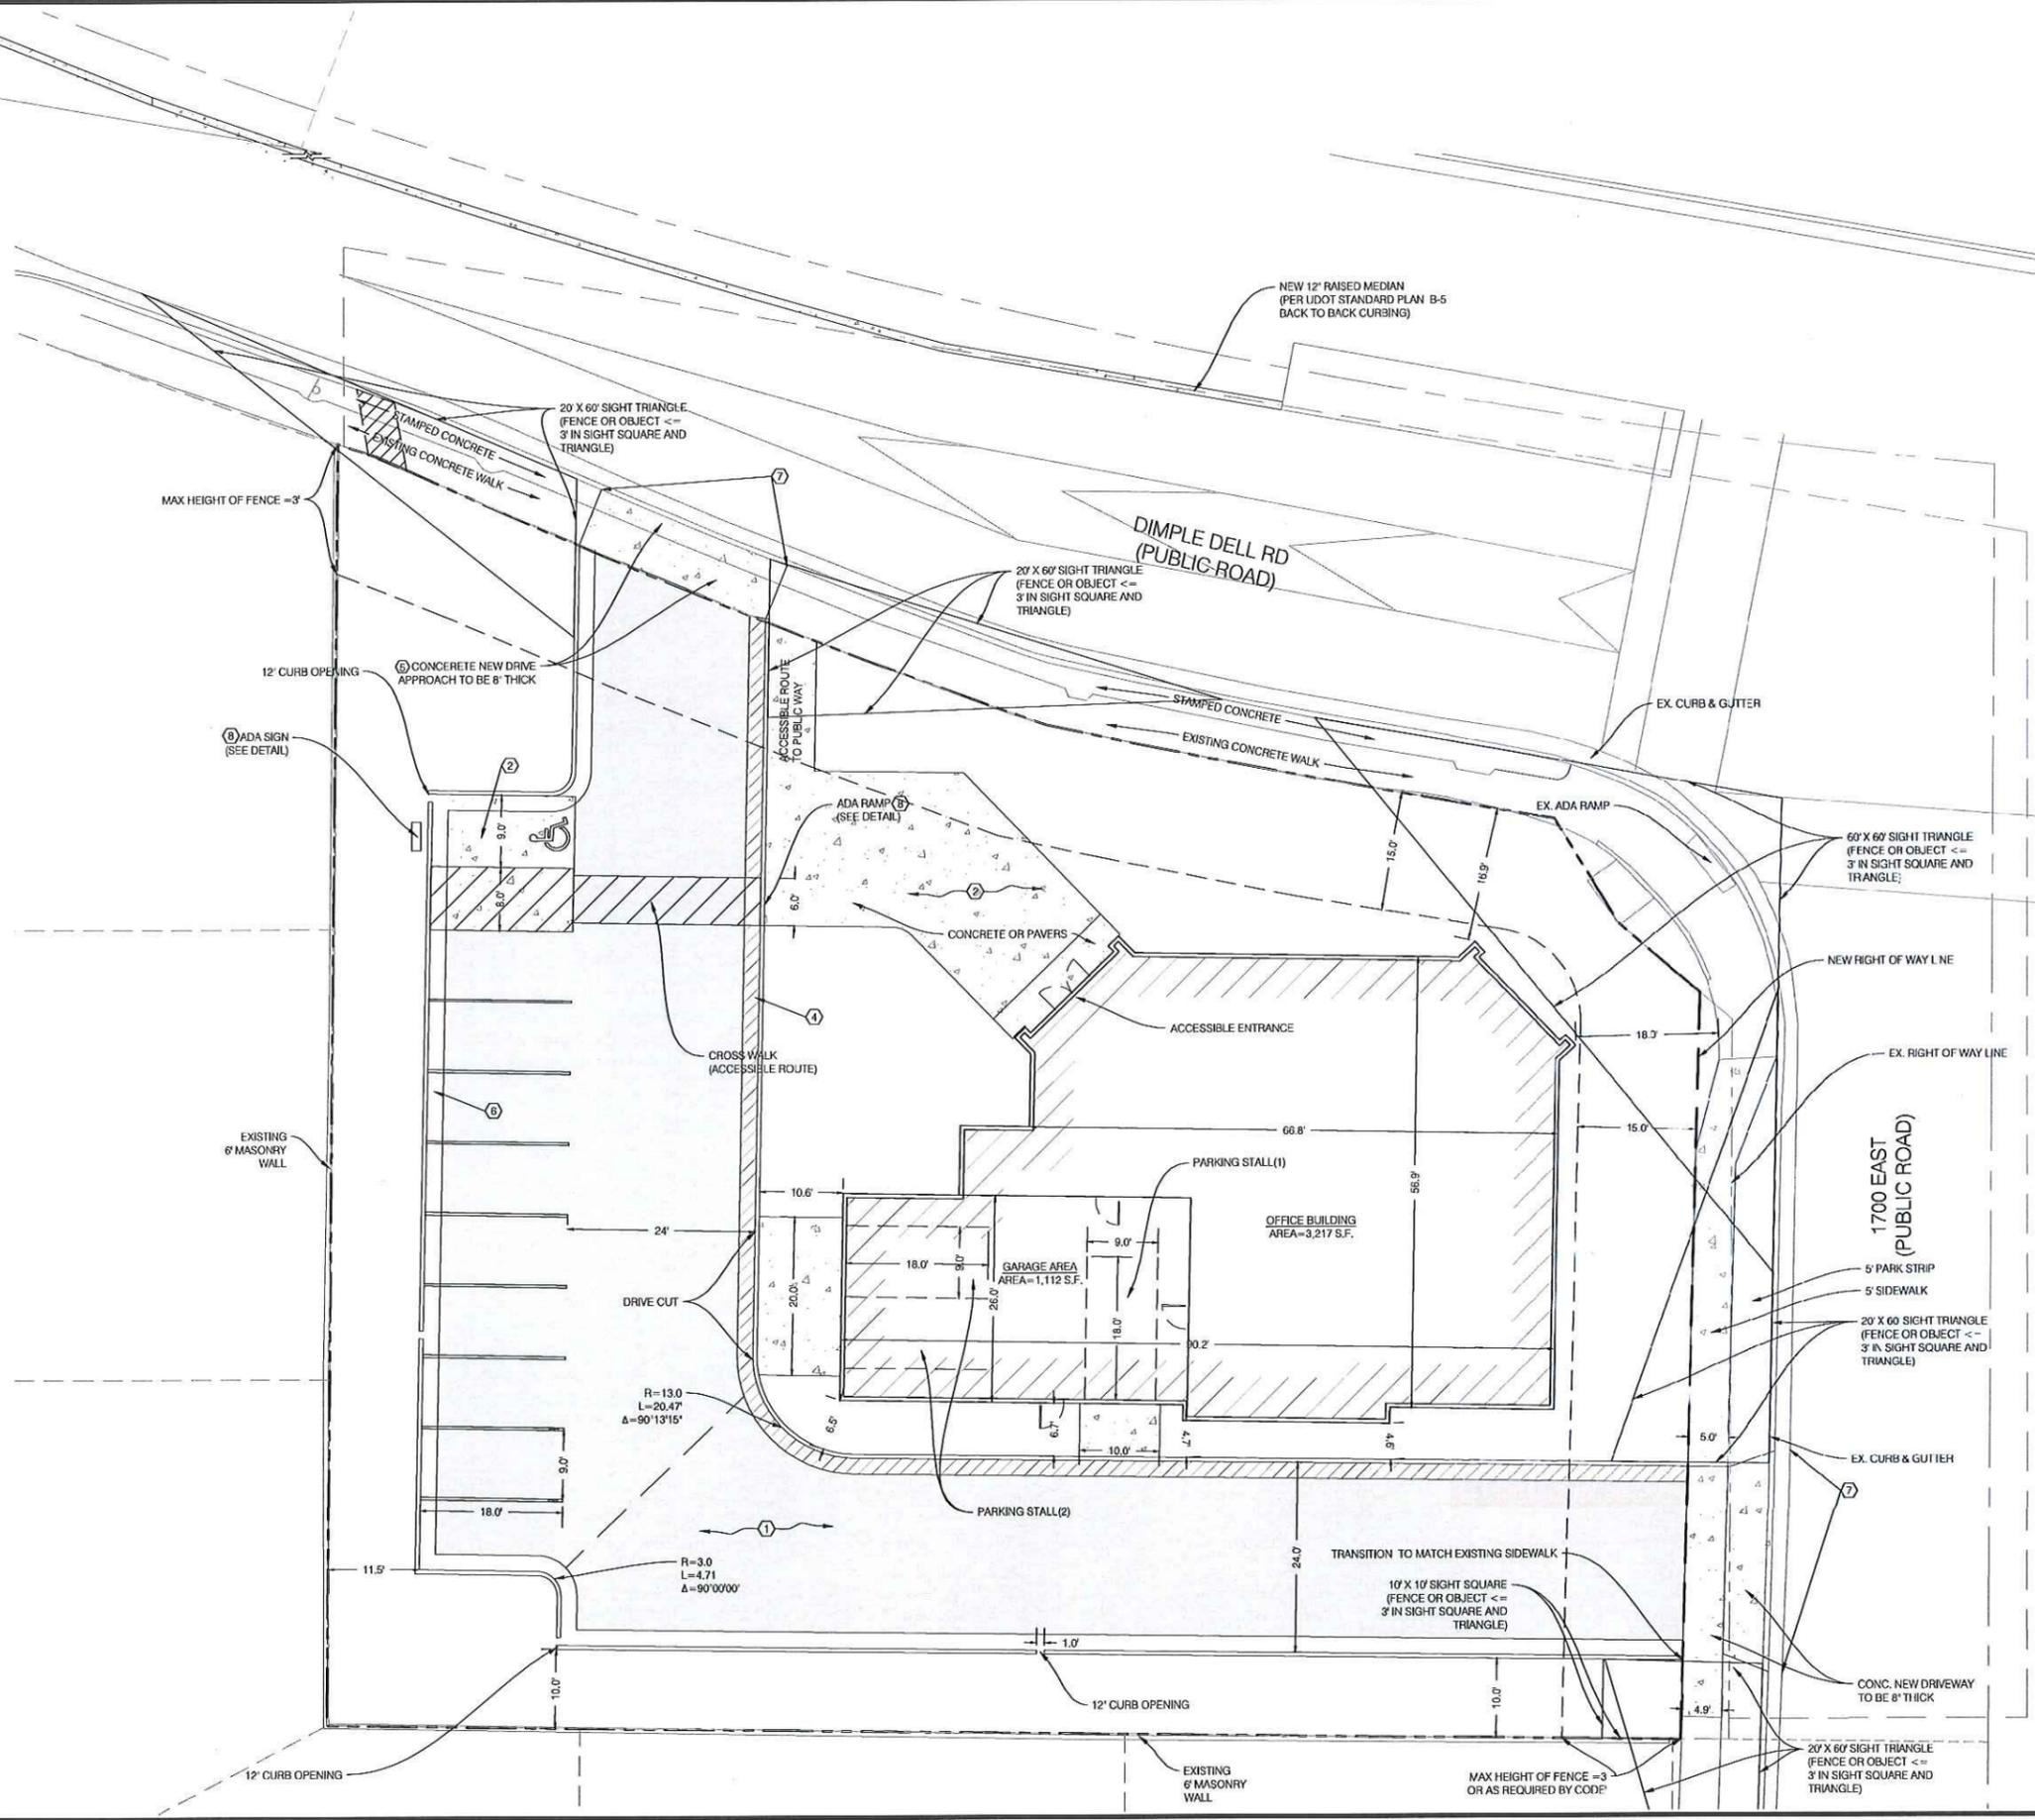 NEW 12" RAISED MEDIAN
(PER UDOT STANDARD PLAN B-5
BACK TO BACK CURBING)
20' X 60' SIGHT TRIANGLE
(FENCE OR OBJECT <=
3' IN SIGHT SQUARE AND
TRIANGLE)
STAMPED CONCRETE
EXISTING CONCRETE WALK
MAX HEIGHT OF FENCE =3'
7
DIMPLE DELL RD
(PUBLIC ROAD)
20' X 60' SIGHT TRIANGLE
(FENCE OR OBJECT <=
3' IN SIGHT SQUARE AND
TRIANGLE)
5 CONCERETE NEW DRIVE
APPROACH TO BE 8" THICK
12" CURB OPENING
ACCESSIBLE ROUTE
TO PUBLIC WAY
STAMPED CONCRETE
EXISTING CONCRETE WALK
EX. CURB & GUTTER
8 ADA SIGN
(SEE DETAIL)
2
9.0'
8.0'
ADA RAMP 8
(SEE DETAIL)
6.0'
2
15.0'
16.9'
EX. ADA RAMP
60' X 60' SIGHT TRIANGLE
(FENCE OR OBJECT <=
3' IN SIGHT SQUARE AND
TRANGLE)
CONCRETE OR PAVERS
NEW RIGHT OF WAY L NE
4
ACCESSIBLE ENTRANCE
18.3'
CROSS WALK
(ACCESSIBLE ROUTE)
EX. RIGHT OF WAY LINE
6
EXISTING
6' MASONRY
WALL
66.8'
15.0'
1700 EAST
(PUBLIC ROAD)
PARKING STALL(1)
56.9'
10.6'
24'
OFFICE BUILDING
AREA=3,217 S.F.
9.0'
18.0'
9.0'
GARAGE AREA
AREA=1,112 S.F.
5' PARK STRIP
5' SIDEWALK
DRIVE CUT
20.0'
26.0'
18.0'
90.2'
20' X 60 SIGHT TRIANGLE
(FENCE OR OBJECT <=
3' IN SIGHT SQUARE AND
TRIANGLE)
R=13.0
L=20.47'
Δ=90°13'15"
6.5'
6.7'
10.0'
4.7'
4.6'
5.0'
EX. CURB & GUTTER
7
9.0'
18.0'
PARKING STALL(2)
1
24.0'
TRANSITION TO MATCH EXISTING SIDEWALK
11.5'
R=3.0
L=4.71
Δ=90°00'00"
10' X 10' SIGHT SQUARE
(FENCE OR OBJECT <=
3' IN SIGHT SQUARE AND
TRIANGLE)
1.0'
10.0'
12" CURB OPENING
10.0'
4.9'
CONC. NEW DRIVEWAY
TO BE 8" THICK
12" CURB OPENING
EXISTING
6' MASONRY
WALL
MAX HEIGHT OF FENCE =3
OR AS REQUIRED BY CODE
20' X 60' SIGHT TRIANGLE
(FENCE OR OBJECT <=
3' IN SIGHT SQUARE AND
TRIANGLE)